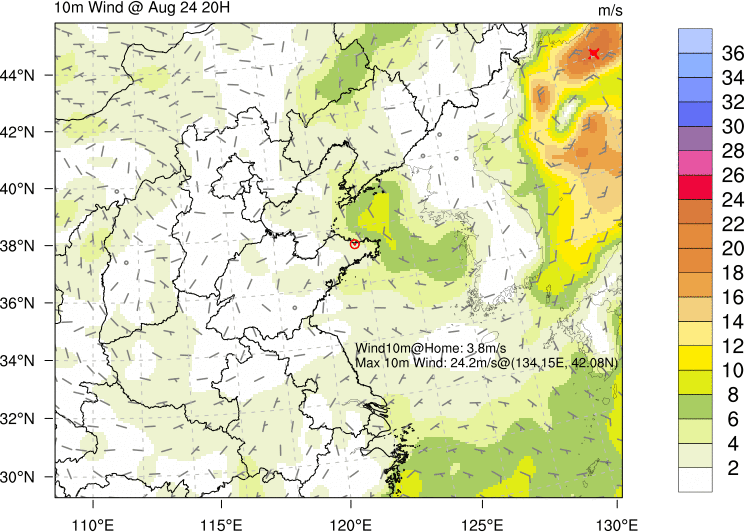 10m Wind @ Aug 24 20H
m/s
44°N
42°N
40°N
38°N
36°N
34°N
32°N
30°N
Wind10m@Home: 3.8m/s
Max 10m Wind: 24.2m/s@(134.15E, 42.08N)
110°E
115°E
120°E
125°E
130°E
36
34
32
30
28
26
24
22
20
18
16
14
12
10
8
6
4
2